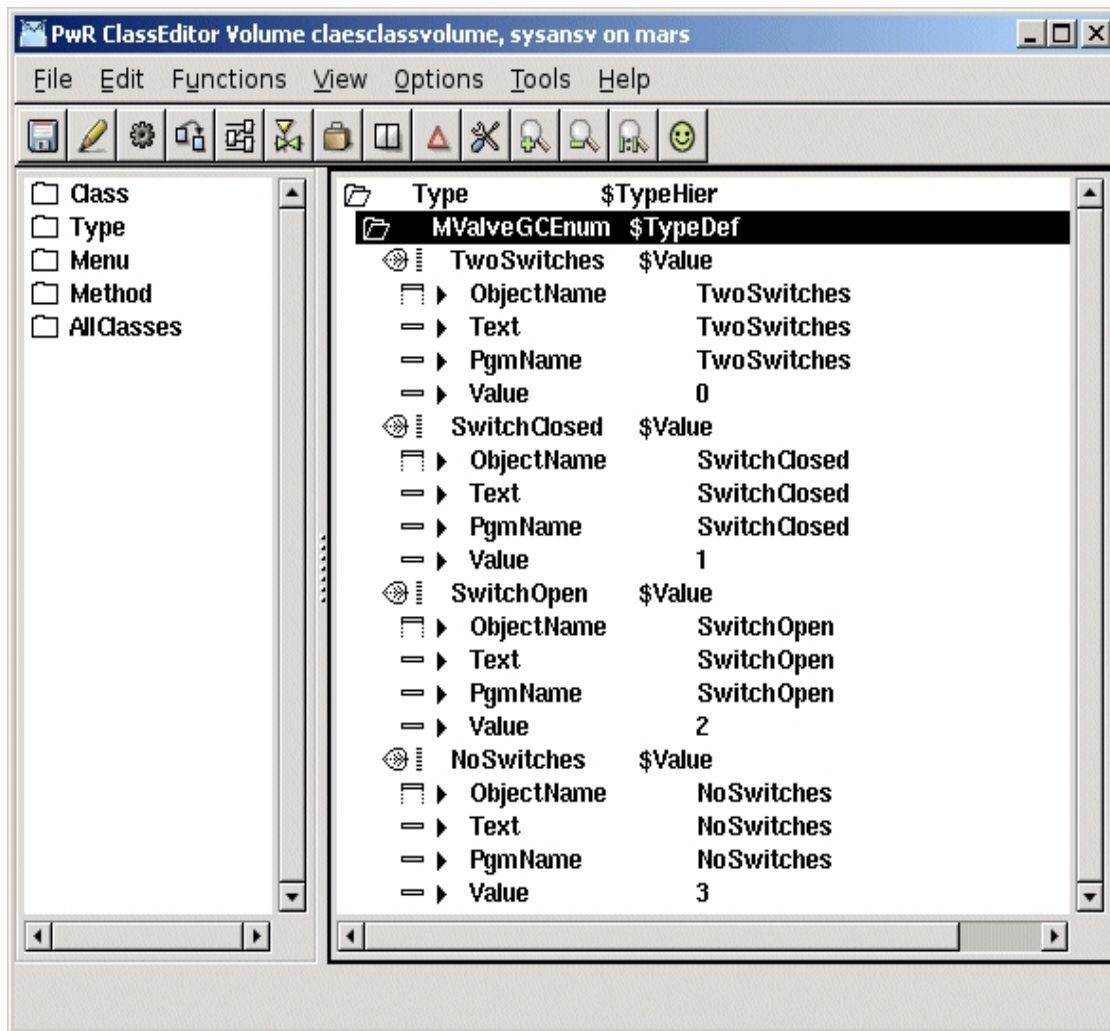 PwR ClassEditor Volume claesclassvolume, sysansv on mars
File Edit Functions View Options Tools Help
Class
Type
Menu
Method
AllClasses
Type $TypeHier
MValveGCEnum $TypeDef
TwoSwitches $Value
ObjectName TwoSwitches
Text TwoSwitches
PgmName TwoSwitches
Value 0
SwitchClosed $Value
ObjectName SwitchClosed
Text SwitchClosed
PgmName SwitchClosed
Value 1
SwitchOpen $Value
ObjectName SwitchOpen
Text SwitchOpen
PgmName SwitchOpen
Value 2
NoSwitches $Value
ObjectName NoSwitches
Text NoSwitches
PgmName NoSwitches
Value 3